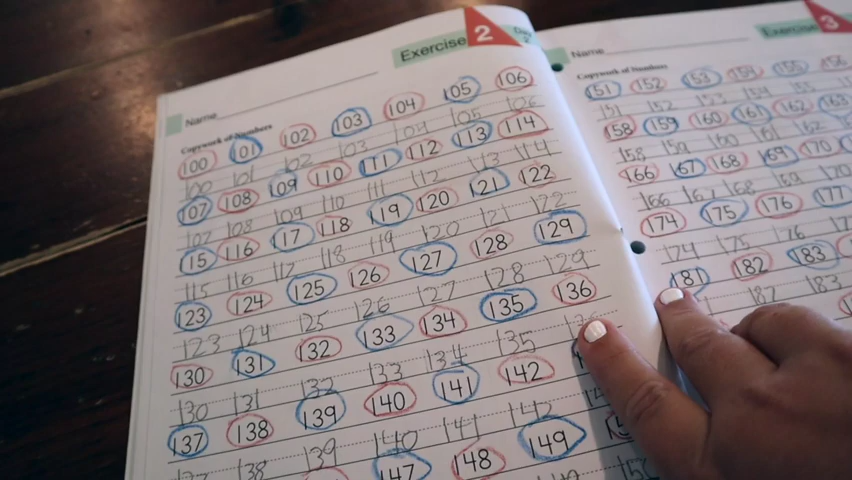 Exercise 2 Day 2
Name
Copywork of Numbers
100 101 102 103 104 105 106
100 101 102 103 104 105 106
107 108 109 110 111 112 113 114
107 108 109 110 111 112 113 114
115 116 117 118 119 120 121 122
115 116 117 118 119 120 121 122
123 124 125 126 127 128 129
123 124 125 126 127 128 129
130 131 132 133 134 135 136
130 131 132 133 134 135
137 138 139 140 141 142
137 138 139 140 141 142
147 148 149
Exercise 3
Name
Copywork of Numbers
151 152 153 154 155 156
151 152 153 154 155
158 159 160 161 162 163
158 159 160 161 162
166 167 168 169 170
166 167 168 169 170
174 175 176 177
174 175 176
181 182 183
182 183